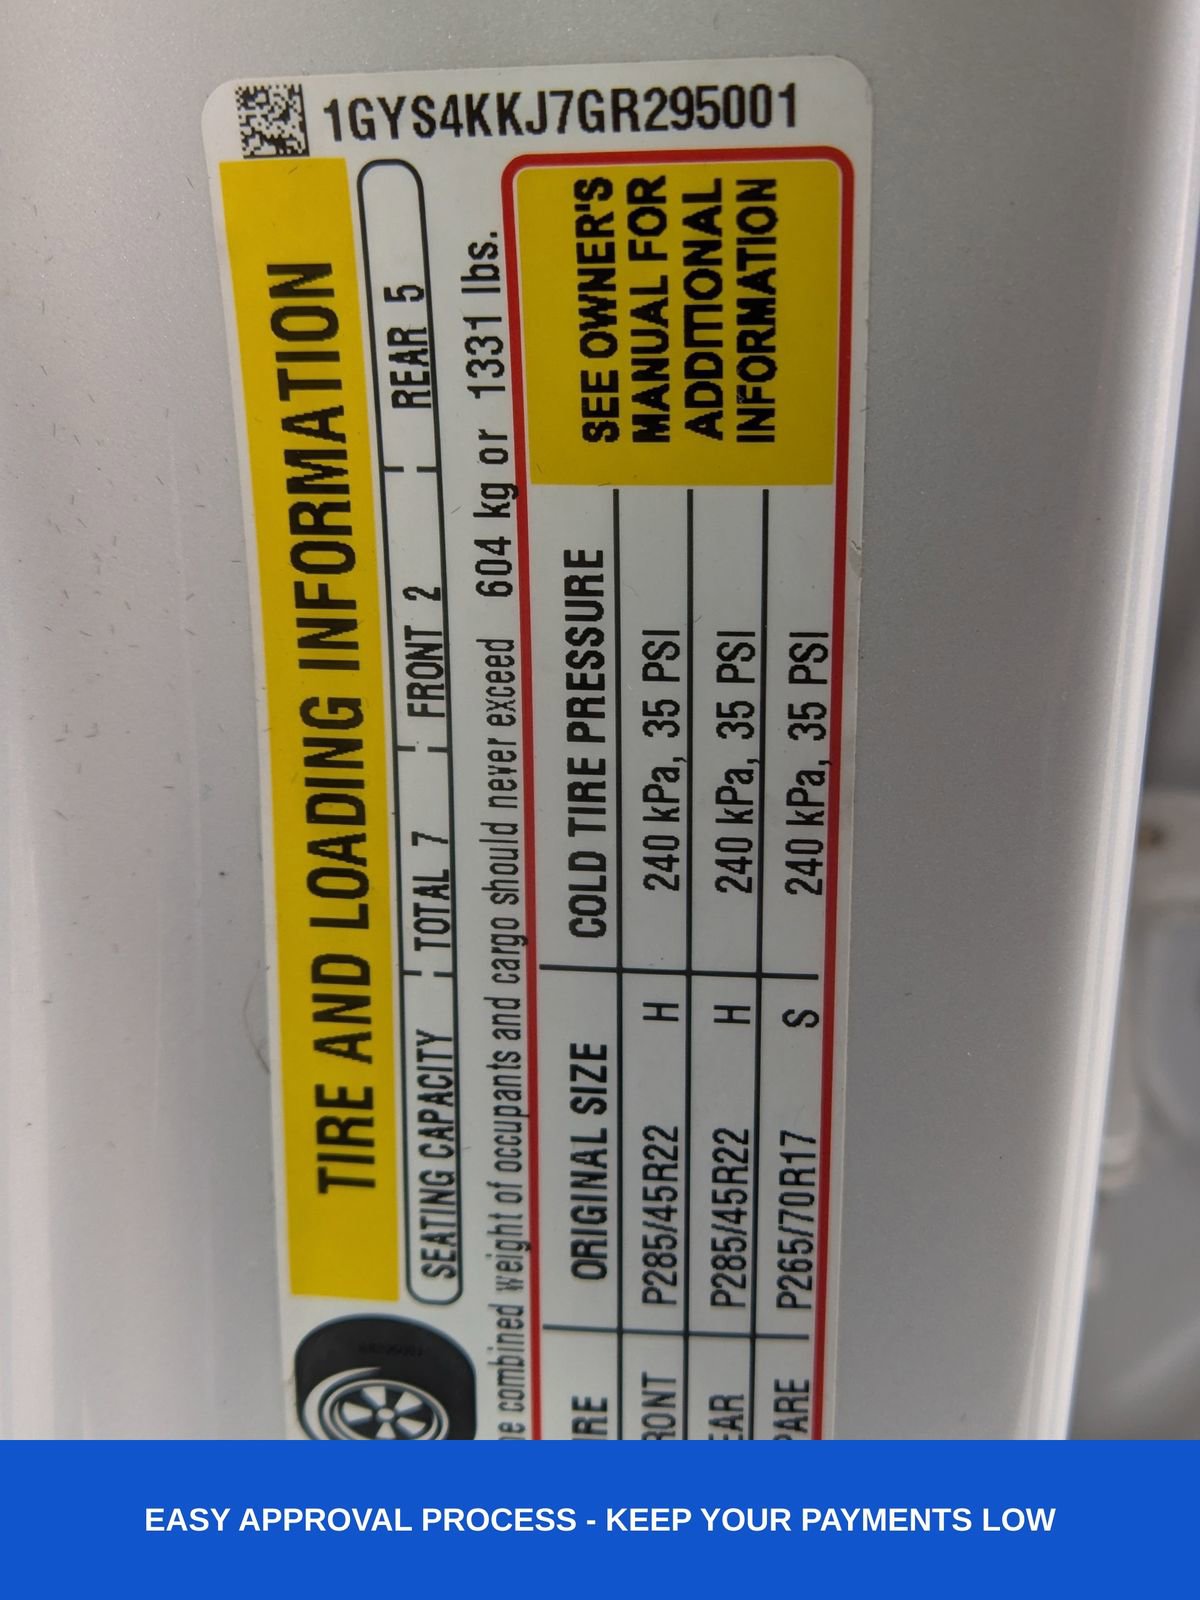 1GYS4KKJ7GR295001
TIRE AND LOADING INFORMATION
SEATING CAPACITY TOTAL 7 FRONT 2 REAR 5
combined weight of occupants and cargo should never exceed 604 kg or 1331 lbs.
ORIGINAL SIZE COLD TIRE PRESSURE
P285/45R22 H 240 kPa, 35 PSI
P285/45R22 H 240 kPa, 35 PSI
P265/70R17 S 240 kPa, 35 PSI
SEE OWNER'S
MANUAL FOR
ADDITIONAL
INFORMATION
EASY APPROVAL PROCESS - KEEP YOUR PAYMENTS LOW